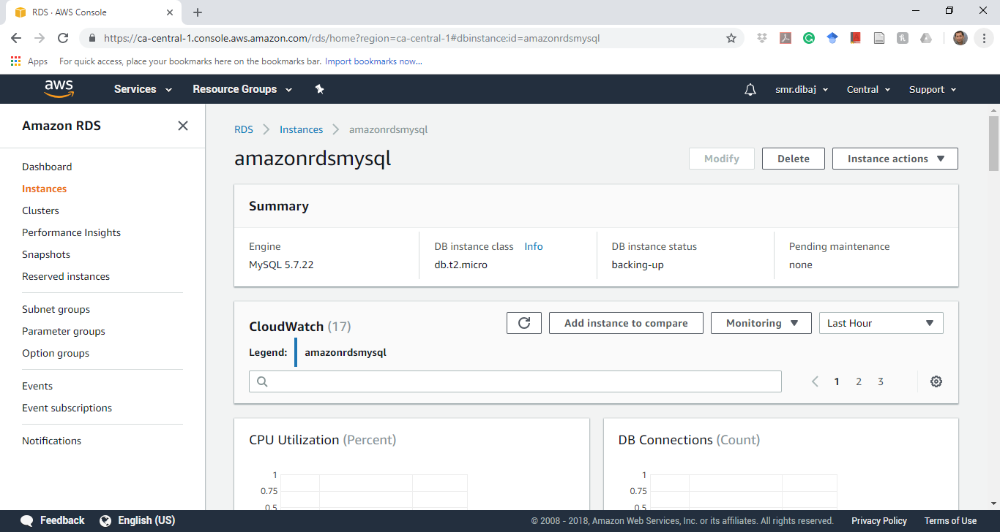 RDS · AWS Console
https://ca-central-1.console.aws.amazon.com/rds/home?region=ca-central-1#dbinstance:id=amazonrdsmysql
Apps For quick access, place your bookmarks here on the bookmarks bar. Import bookmarks now...
aws Services Resource Groups smr.dibaj Central Support
Amazon RDS
Dashboard
Instances
Clusters
Performance Insights
Snapshots
Reserved instances
Subnet groups
Parameter groups
Option groups
Events
Event subscriptions
Notifications
RDS Instances amazonrdsmysql
amazonrdsmysql Modify Delete Instance actions
Summary
Engine DB instance class Info DB instance status Pending maintenance
MySQL 5.7.22 db.t2.micro backing-up none
CloudWatch (17) Add instance to compare Monitoring Last Hour
Legend: amazonrdsmysql
1 2 3
CPU Utilization (Percent) DB Connections (Count)
1 1
0.75 0.75
0.5 0.5
Feedback English (US) © 2008 - 2018, Amazon Web Services, Inc. or its affiliates. All rights reserved. Privacy Policy Terms of Use